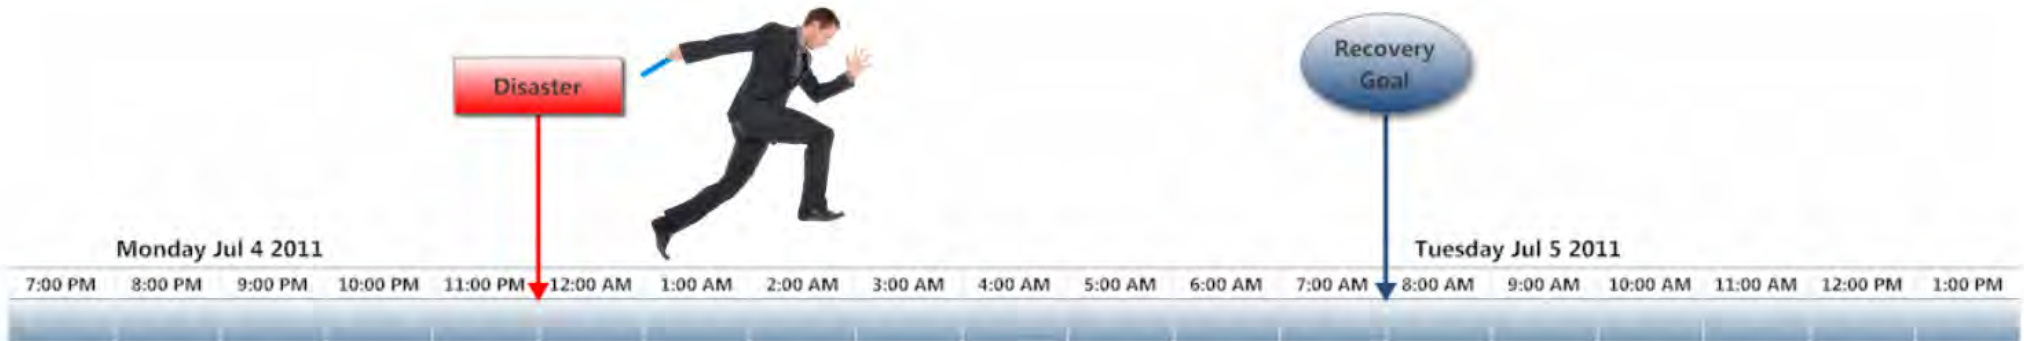 Disaster
Recovery
Goal
Monday Jul 4 2011
Tuesday Jul 5 2011
7:00 PM 8:00 PM 9:00 PM 10:00 PM 11:00 PM 12:00 AM 1:00 AM 2:00 AM 3:00 AM 4:00 AM 5:00 AM 6:00 AM 7:00 AM 8:00 AM 9:00 AM 10:00 AM 11:00 AM 12:00 PM 1:00 PM